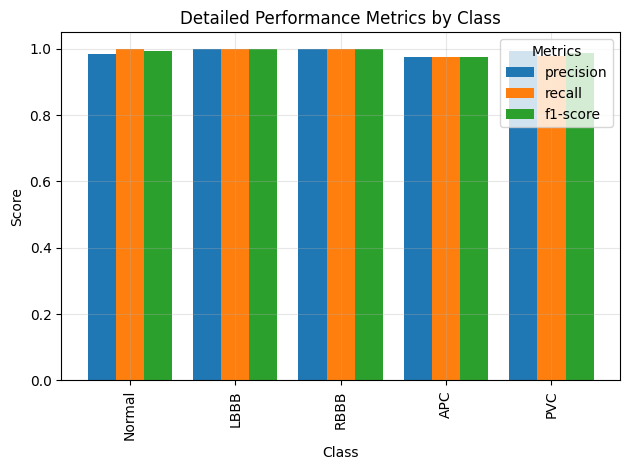 Detailed Performance Metrics by Class
Metrics
precision
recall
f1-score
Score
1.0
0.8
0.6
0.4
0.2
0.0
Normal
LBBB
RBBB
APC
PVC
Class